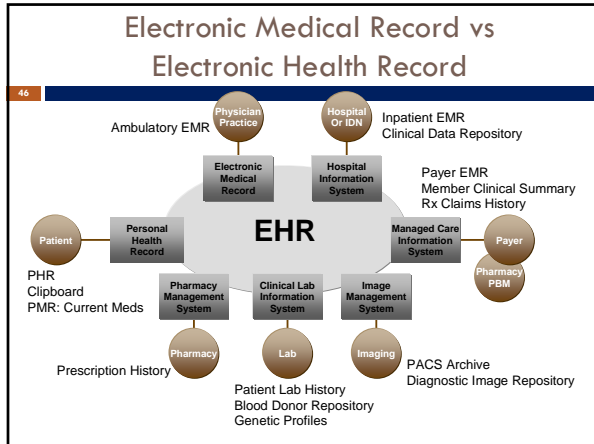 Electronic Medical Record vs
Electronic Health Record
46
Physician
Practice
Ambulatory EMR
Hospital
Or IDN
Inpatient EMR
Clinical Data Repository
Electronic
Medical
Record
Hospital
Information
System
Payer EMR
Member Clinical Summary
Rx Claims History
Patient
Personal
Health
Record
EHR
Managed Care
Information
System
Payer
Pharmacy
PBM
PHR
Clipboard
PMR: Current Meds
Pharmacy
Management
System
Clinical Lab
Information
System
Image
Management
System
Prescription History
Pharmacy
Lab
Imaging
PACS Archive
Diagnostic Image Repository
Patient Lab History
Blood Donor Repository
Genetic Profiles